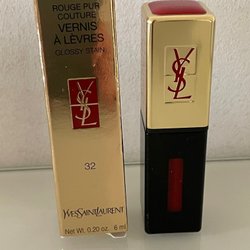 ROUGE PUR
COUTURE
VERNIS
À LÈVRES
GLOSSY STAIN
YSL
32
YVESSAINTLAURENT
Net Wt. 0.20 oz. 6 ml
YSL